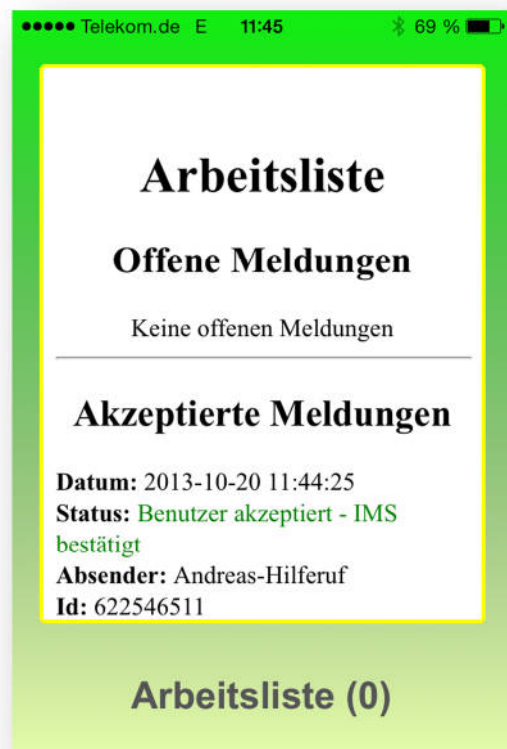 Telekom.de E 11:45 69 %
Arbeitsliste
Offene Meldungen
Keine offenen Meldungen
Akzeptierte Meldungen
Datum: 2013-10-20 11:44:25
Status: Benutzer akzeptiert - IMS
bestätigt
Absender: Andreas-Hilferuf
Id: 622546511
Arbeitsliste (0)